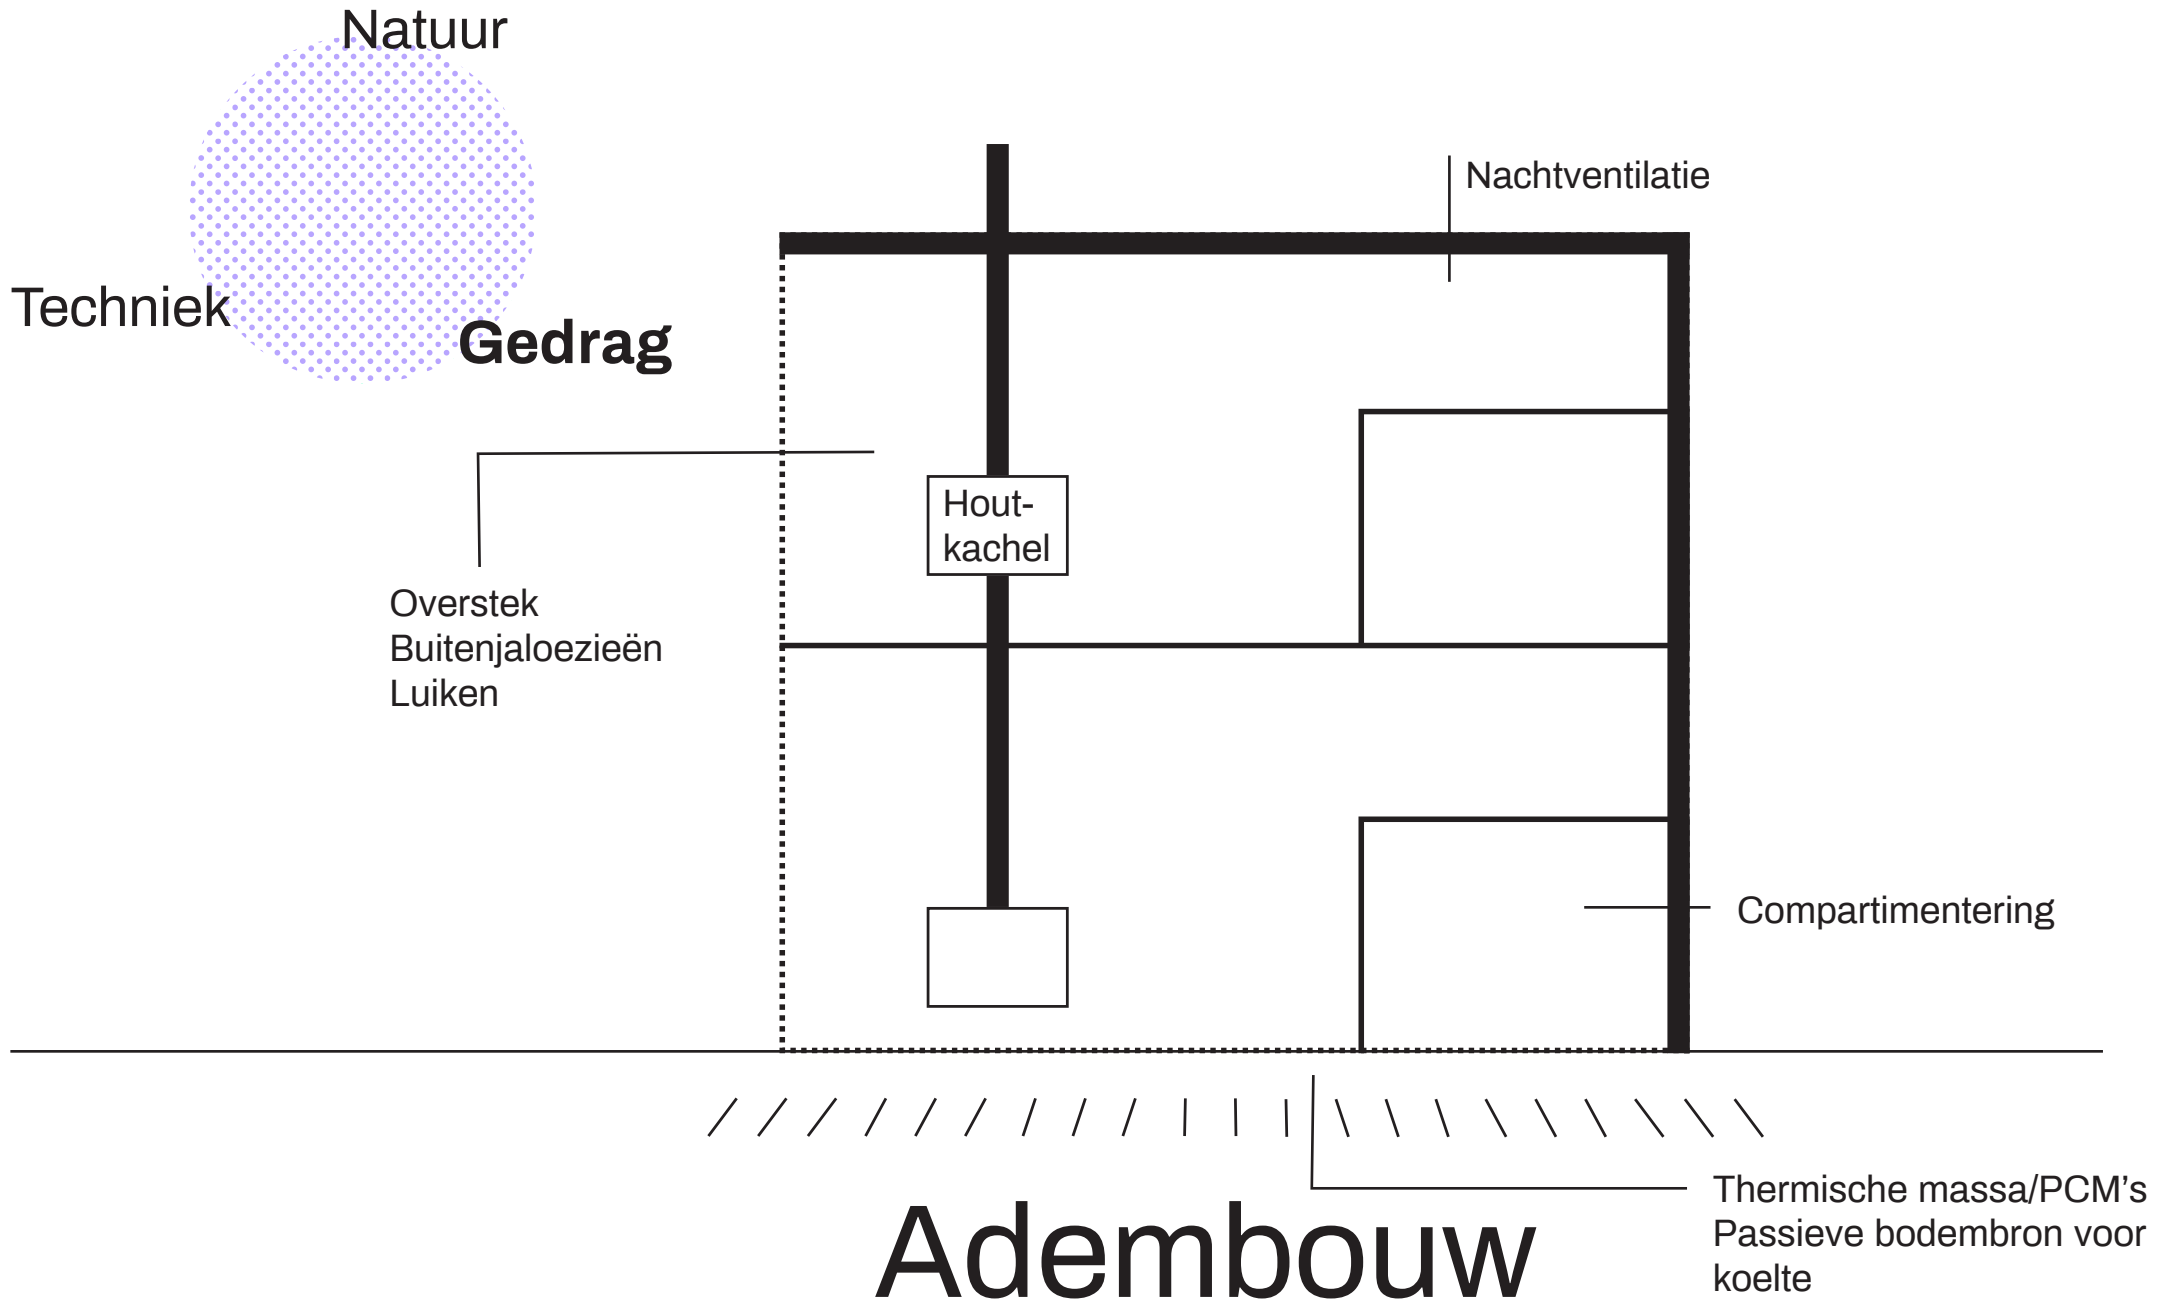 Natuur
Techniek
Gedrag
Nachtventilatie
Hout-
kachel
Overstek
Buitenjaloezieën
Luiken
Compartimentering
Thermische massa/PCM’s
Passieve bodembron voor
koelte
Adembouw